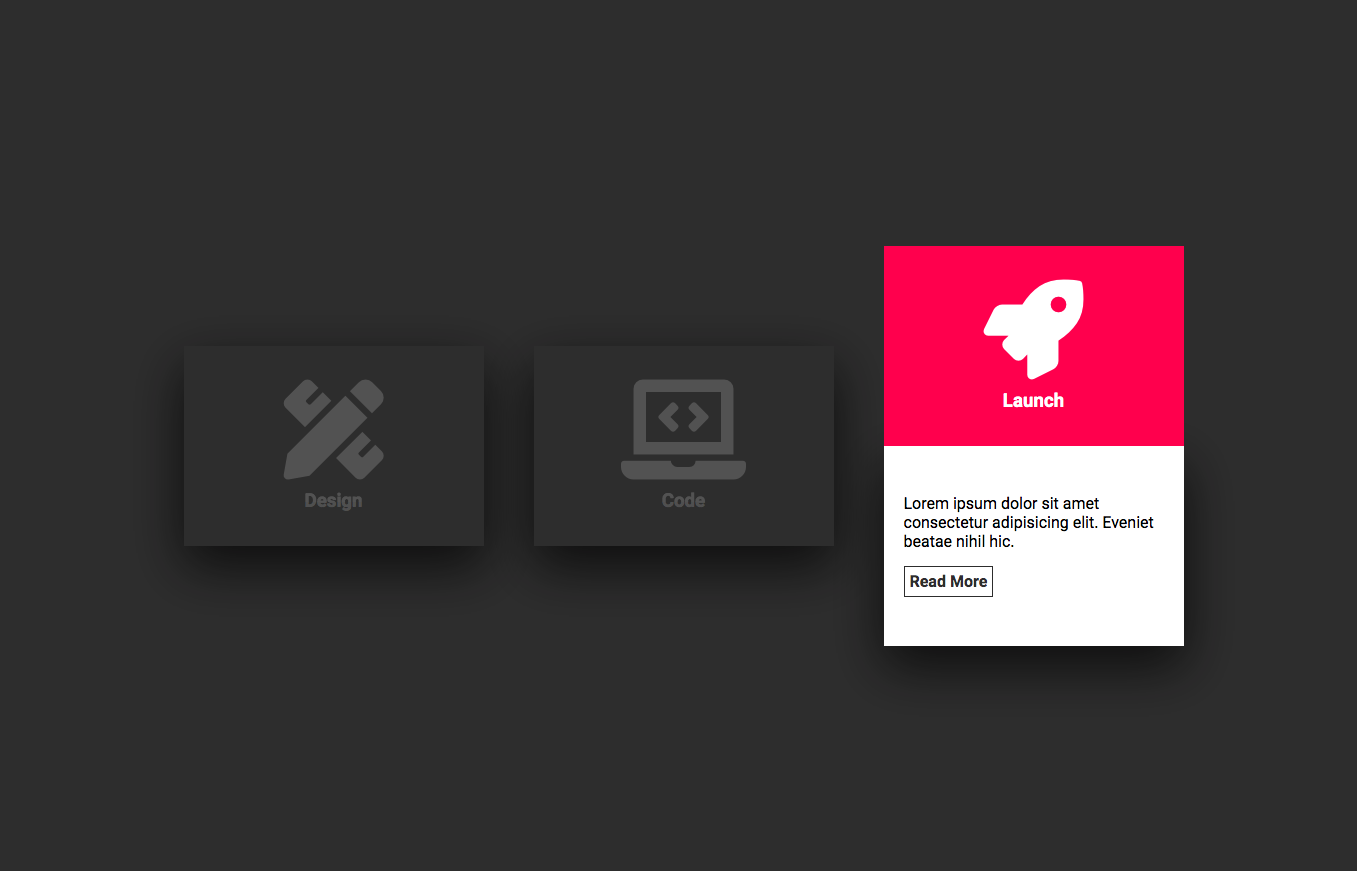 Design
Code
Launch
Lorem ipsum dolor sit amet
consectetur adipisicing elit. Eveniet
beatae nihil hic.
Read More